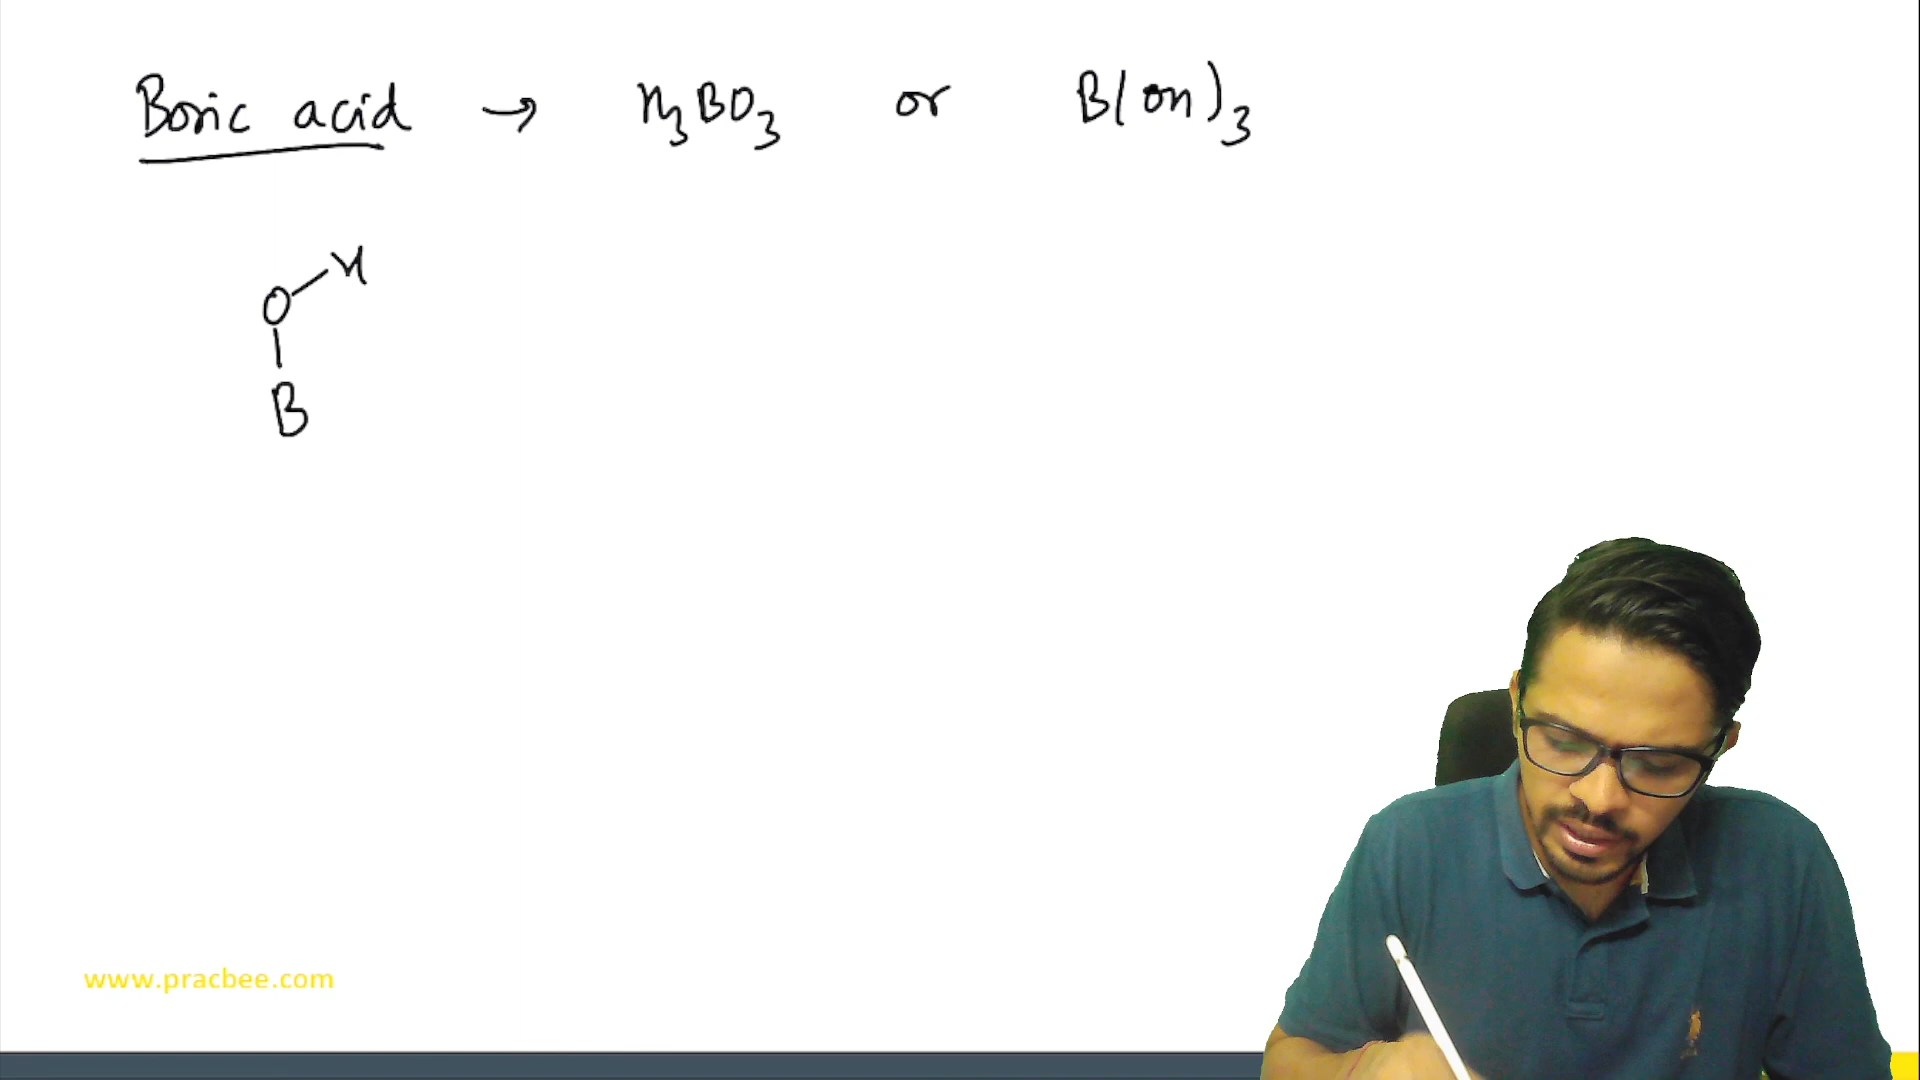 Boric acid → H₃BO₃ or B(OH)₃
O–H
|
B
www.pracbee.com